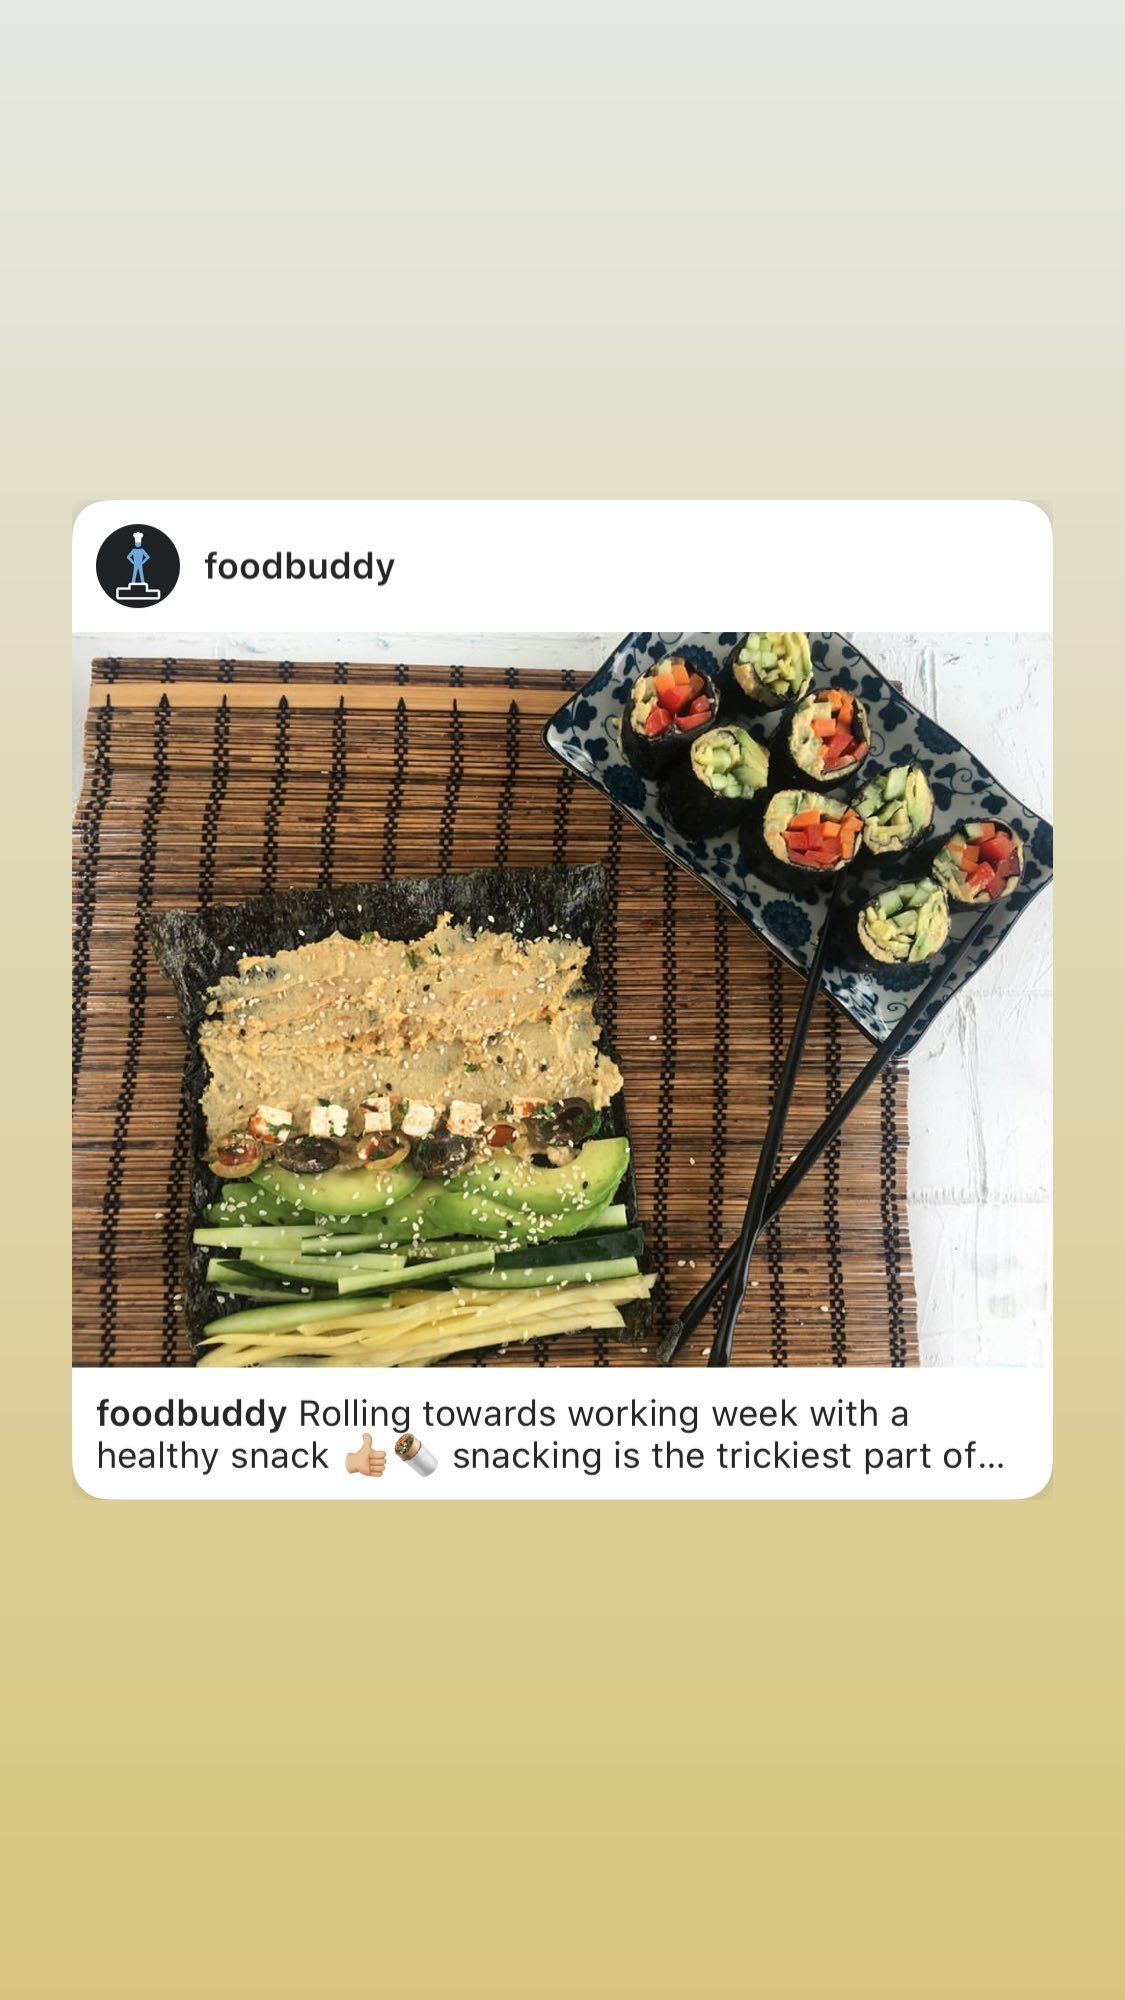 foodbuddy
foodbuddy Rolling towards working week with a
healthy snack 👍🏼🌯 snacking is the trickiest part of...